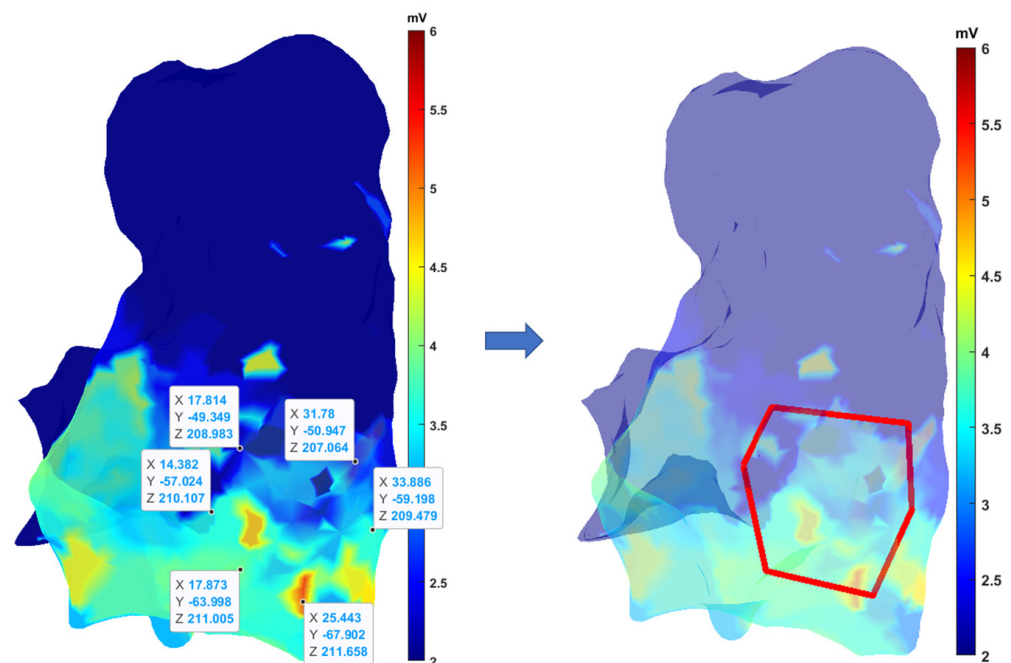 mV
6
5.5
5
4.5
4
3.5
3
2.5
2
X 17.814
Y -49.349
Z 208.983
X 31.78
Y -50.947
Z 207.064
X 14.382
Y -57.024
Z 210.107
X 33.886
Y -59.198
Z 209.479
X 17.873
Y -63.998
Z 211.005
X 25.443
Y -67.902
Z 211.658
mV
6
5.5
5
4.5
4
3.5
3
2.5
2